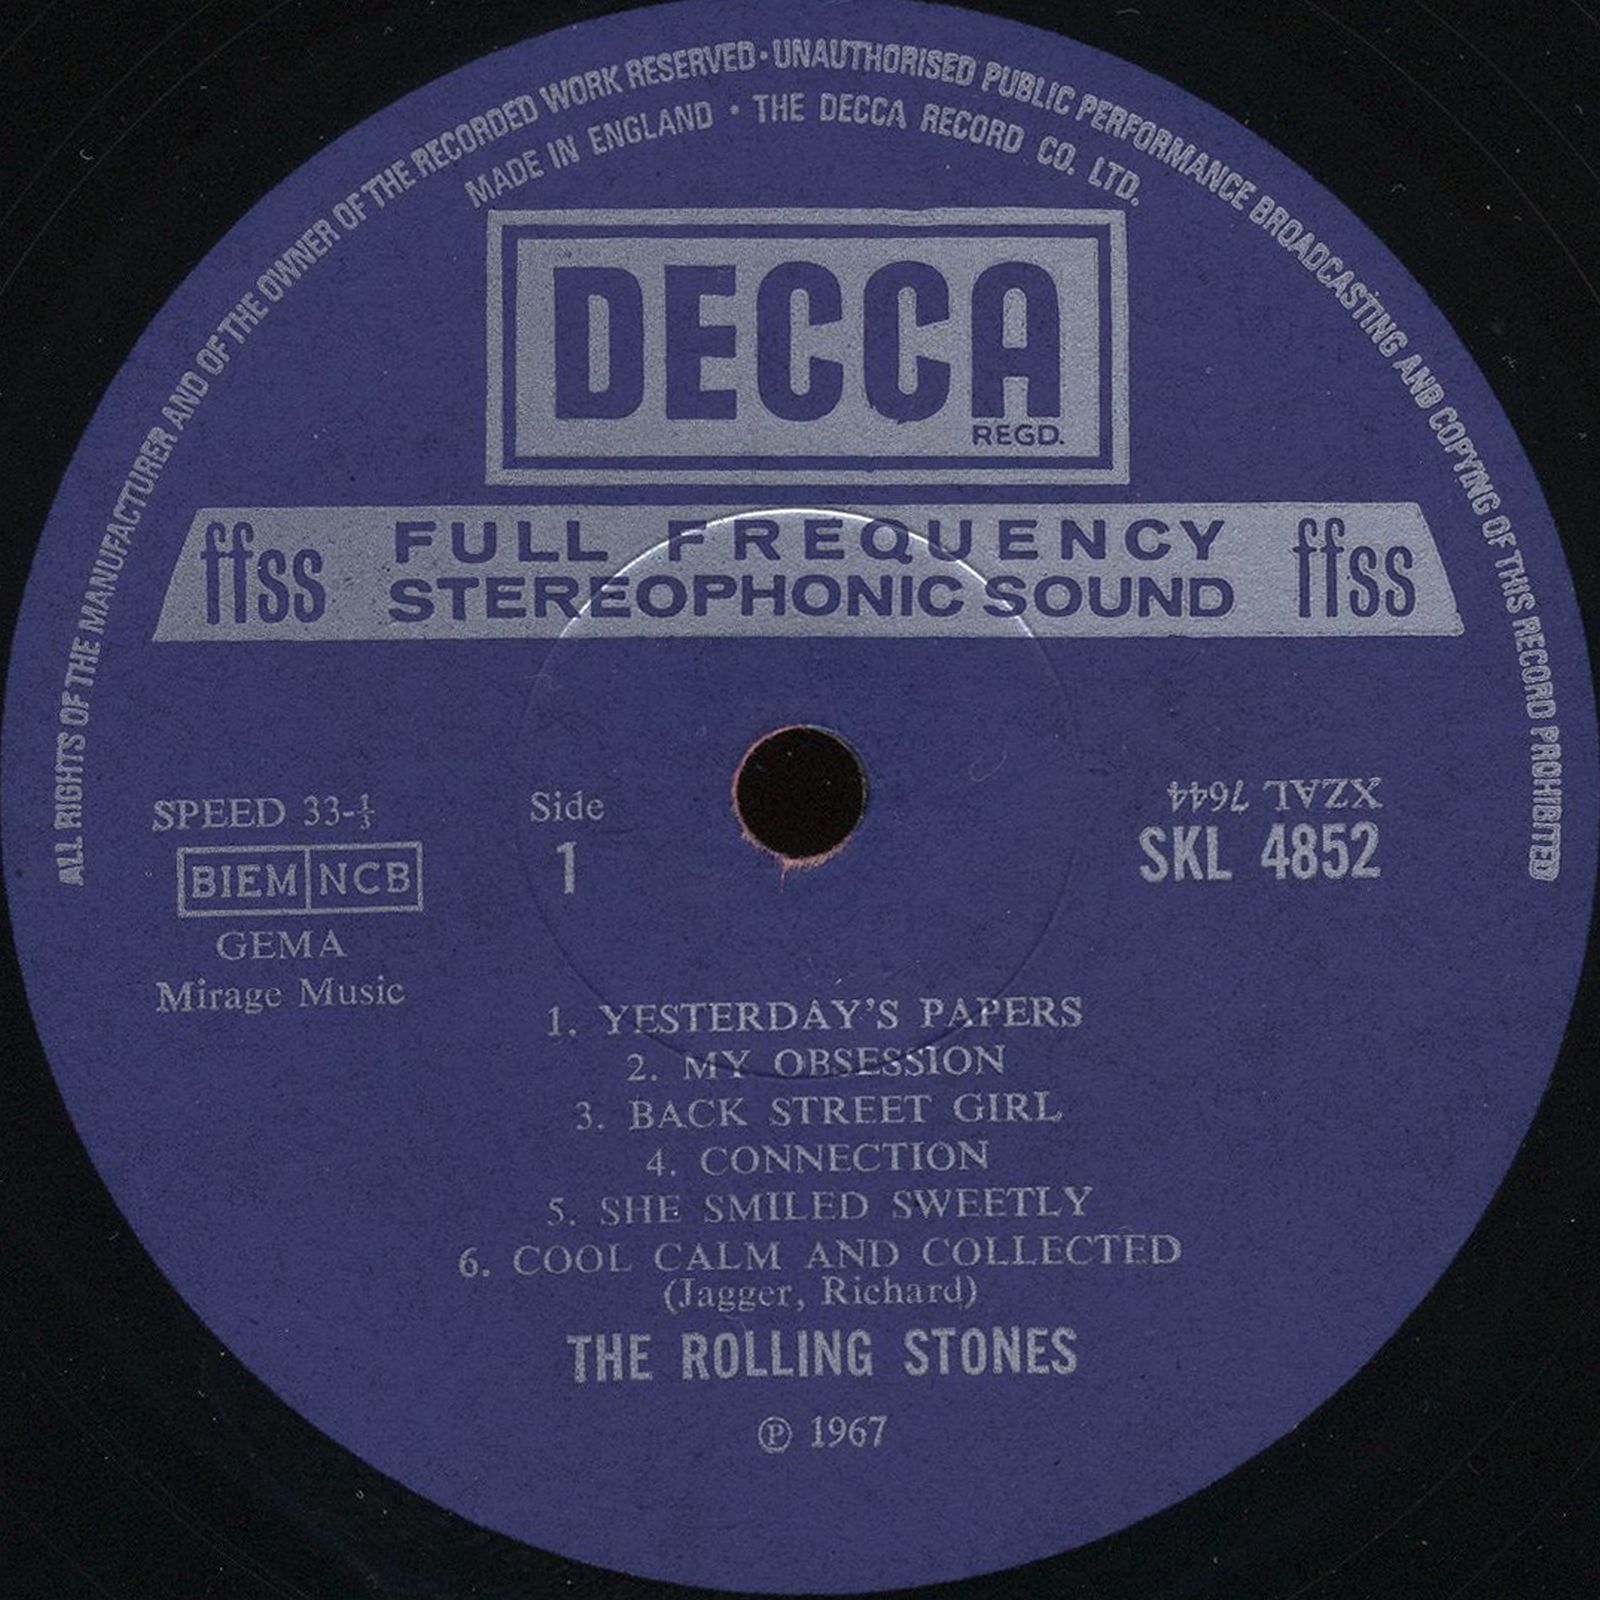 ALL RIGHTS OF THE MANUFACTURER AND OF THE OWNER OF THE RECORDED WORK RESERVED · UNAUTHORISED PUBLIC PERFORMANCE BROADCASTING AND COPYING OF THIS RECORD PROHIBITED
MADE IN ENGLAND · THE DECCA RECORD CO. LTD.
DECCA
REGD.
ffss FULL FREQUENCY STEREOPHONIC SOUND ffss
SPEED 33-⅓
BIEM NCB
GEMA
Mirage Music
Side
1
XZAL 7644
SKL 4852
1. YESTERDAY'S PAPERS
2. MY OBSESSION
3. BACK STREET GIRL
4. CONNECTION
5. SHE SMILED SWEETLY
6. COOL CALM AND COLLECTED
(Jagger, Richard)
THE ROLLING STONES
℗ 1967